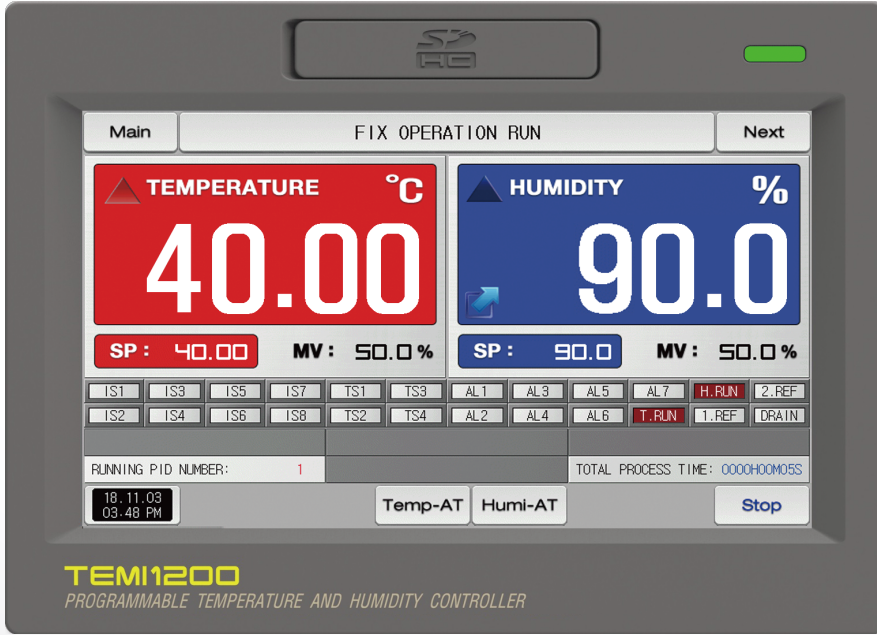 SD
HC
Main FIX OPERATION RUN Next
TEMPERATURE °C
40.00
SP : 40.00 MV : 50.0 %
HUMIDITY %
90.0
SP : 90.0 MV : 50.0 %
IS1 IS3 IS5 IS7 TS1 TS3 AL1 AL3 AL5 AL7 H.RUN 2.REF
IS2 IS4 IS6 IS8 TS2 TS4 AL2 AL4 AL6 T.RUN 1.REF DRAIN
RUNNING PID NUMBER: 1 TOTAL PROCESS TIME: 0000H00M05S
18.11.03
03:48 PM
Temp-AT Humi-AT Stop
TEMI1200
PROGRAMMABLE TEMPERATURE AND HUMIDITY CONTROLLER